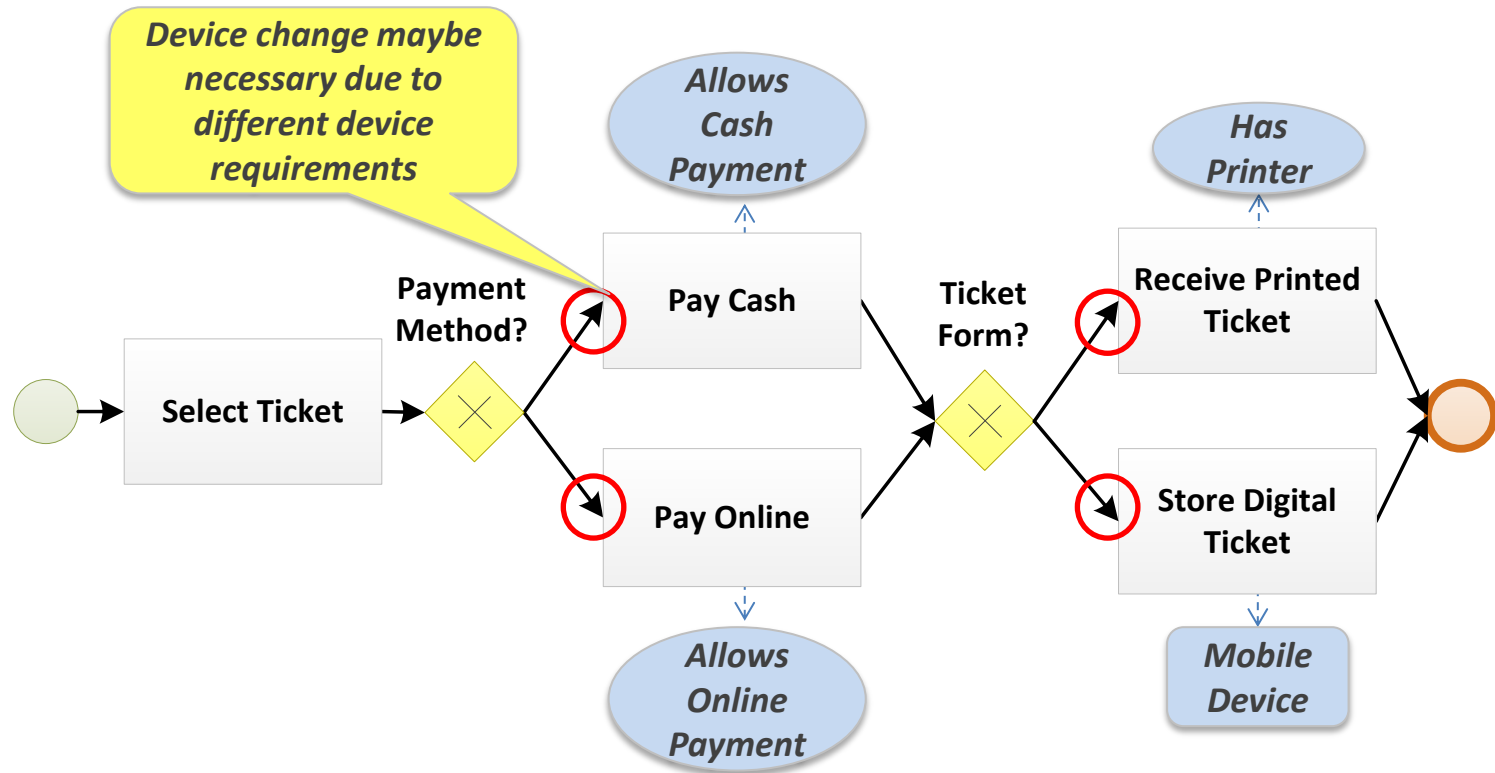 Device change maybe
necessary due to
different device
requirements
Allows
Cash
Payment
Has
Printer
Payment
Method?
Pay Cash
Ticket
Form?
Receive Printed
Ticket
Select Ticket
Pay Online
Store Digital
Ticket
Allows
Online
Payment
Mobile
Device